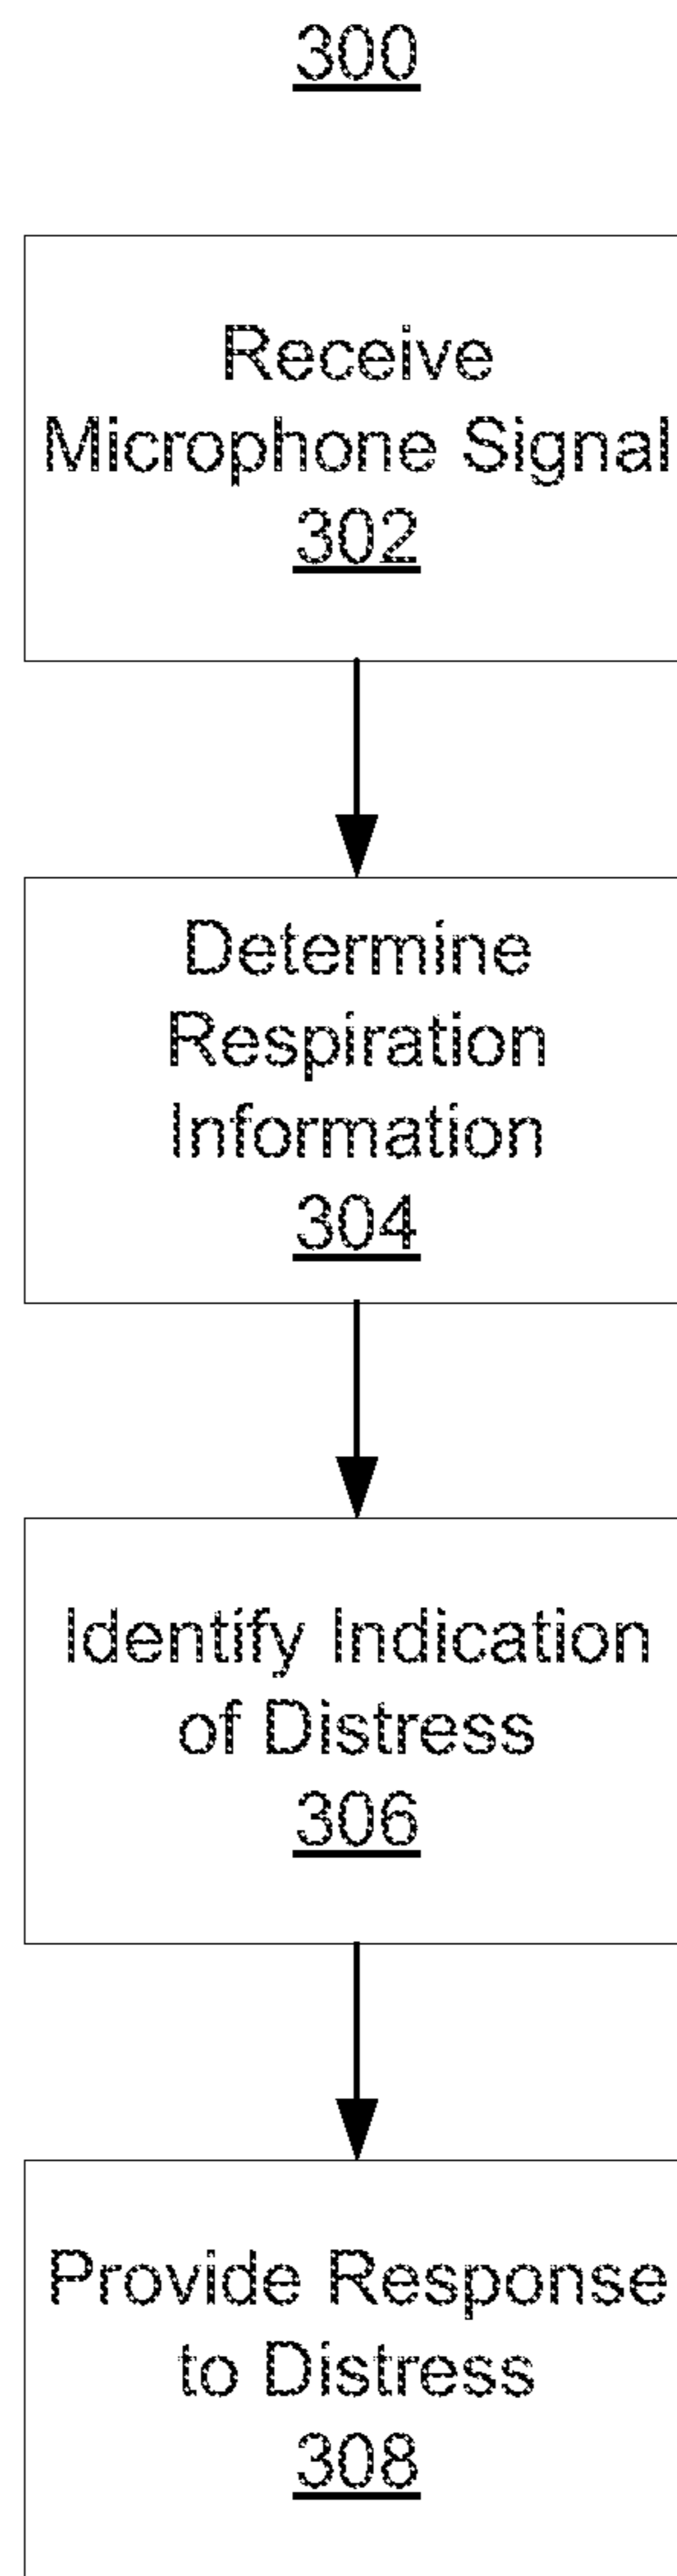 300
Receive
Microphone Signal
302
Determine
Respiration
Information
304
Identify Indication
of Distress
306
Provide Response
to Distress
308